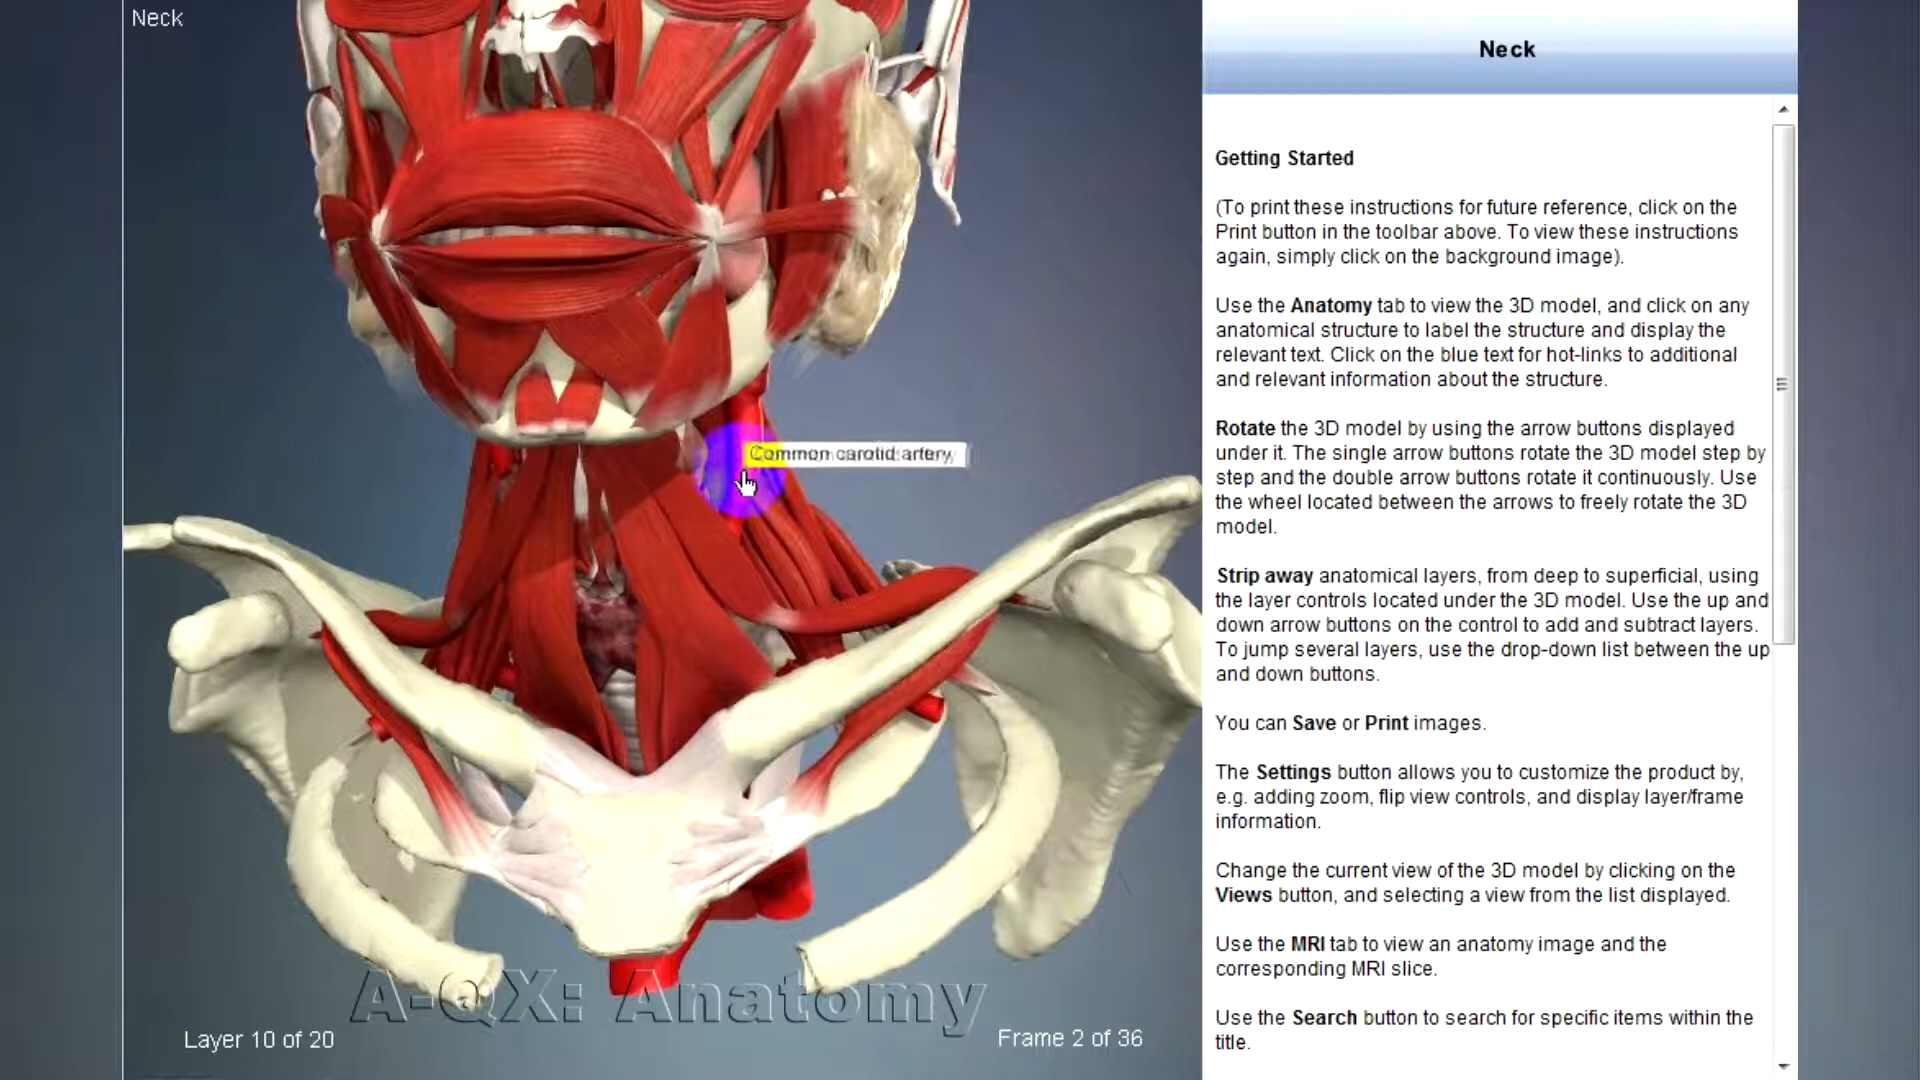 Neck
Neck
Getting Started
(To print these instructions for future reference, click on the
Print button in the toolbar above. To view these instructions
again, simply click on the background image).
Use the Anatomy tab to view the 3D model, and click on any
anatomical structure to label the structure and display the
relevant text. Click on the blue text for hot-links to additional
and relevant information about the structure.
Rotate the 3D model by using the arrow buttons displayed
under it. The single arrow buttons rotate the 3D model step by
step and the double arrow buttons rotate it continuously. Use
the wheel located between the arrows to freely rotate the 3D
model.
Strip away anatomical layers, from deep to superficial, using
the layer controls located under the 3D model. Use the up and
down arrow buttons on the control to add and subtract layers.
To jump several layers, use the drop-down list between the up
and down buttons.
You can Save or Print images.
The Settings button allows you to customize the product by,
e.g. adding zoom, flip view controls, and display layer/frame
information.
Change the current view of the 3D model by clicking on the
Views button, and selecting a view from the list displayed.
Use the MRI tab to view an anatomy image and the
corresponding MRI slice.
Use the Search button to search for specific items within the
title.
Common carotid artery
A-QX: Anatomy
Layer 10 of 20
Frame 2 of 36